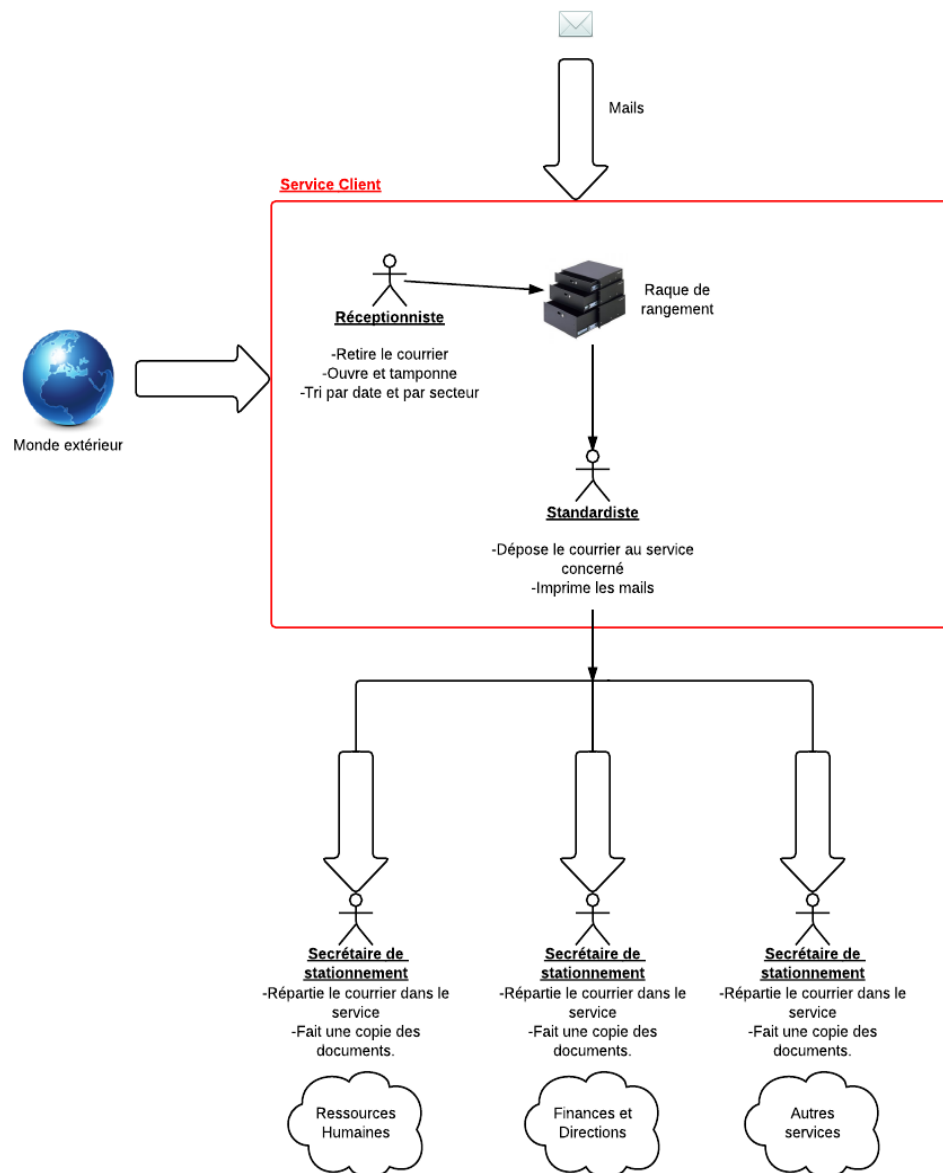 Mails
Service Client
Raque de
rangement
Réceptionniste
-Retire le courrier
-Ouvre et tamponne
-Tri par date et par secteur
Monde extérieur
Standardiste
-Dépose le courrier au service
concerné
-Imprime les mails
Secrétaire de
stationnement
-Répartie le courrier dans le
service
-Fait une copie des
documents.
Secrétaire de
stationnement
-Répartie le courrier dans le
service
-Fait une copie des
documents.
Secrétaire de
stationnement
-Répartie le courrier dans le
service
-Fait une copie des
documents.
Ressources
Humaines
Finances et
Directions
Autres
services